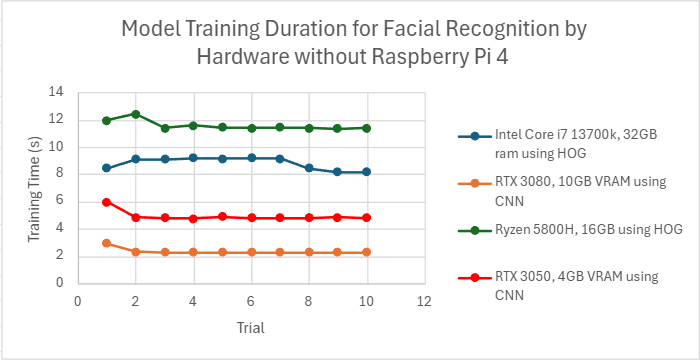 Model Training Duration for Facial Recognition by
Hardware without Raspberry Pi 4
Training Time (s)
14
12
10
8
6
4
2
0
0 2 4 6 8 10 12
Trial
Intel Core i7 13700k, 32GB
ram using HOG
RTX 3080, 10GB VRAM using
CNN
Ryzen 5800H, 16GB using HOG
RTX 3050, 4GB VRAM using
CNN